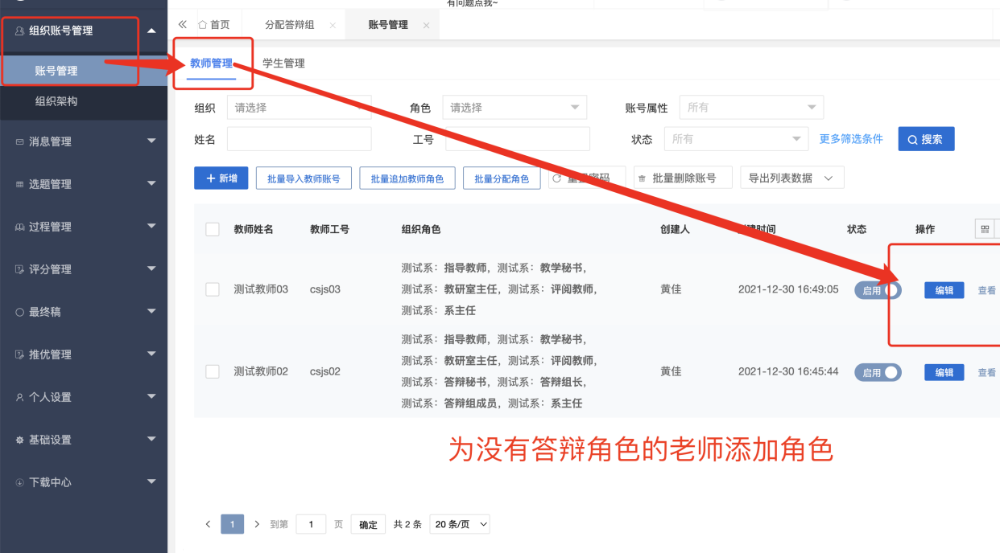 有问题点我~
组织账号管理
账号管理
组织架构
消息管理
选题管理
过程管理
评分管理
最终稿
推优管理
个人设置
基础设置
下载中心
首页 分配答辩组 × 账号管理 ×
教师管理 学生管理
组织 请选择 角色 请选择 账号属性 所有
姓名 工号 状态 所有 更多筛选条件 搜索
+ 新增 批量导入教师账号 批量追加教师角色 批量分配角色 重置密码 批量删除账号 导出列表数据
教师姓名 教师工号 组织角色 创建人 创建时间 状态 操作
测试系：指导教师，测试系：教学秘书，
测试教师03 csjs03 测试系：教研室主任，测试系：评阅教师， 黄佳 2021-12-30 16:49:05 启用 编辑 查看
测试系：系主任
测试系：指导教师，测试系：教学秘书，
测试系：教研室主任，测试系：评阅教师，
测试教师02 csjs02 测试系：答辩秘书，测试系：答辩组长， 黄佳 2021-12-30 16:45:44 启用 编辑 查看
测试系：答辩组成员，测试系：系主任
为没有答辩角色的老师添加角色
1 到第 1 页 确定 共 2 条 20 条/页